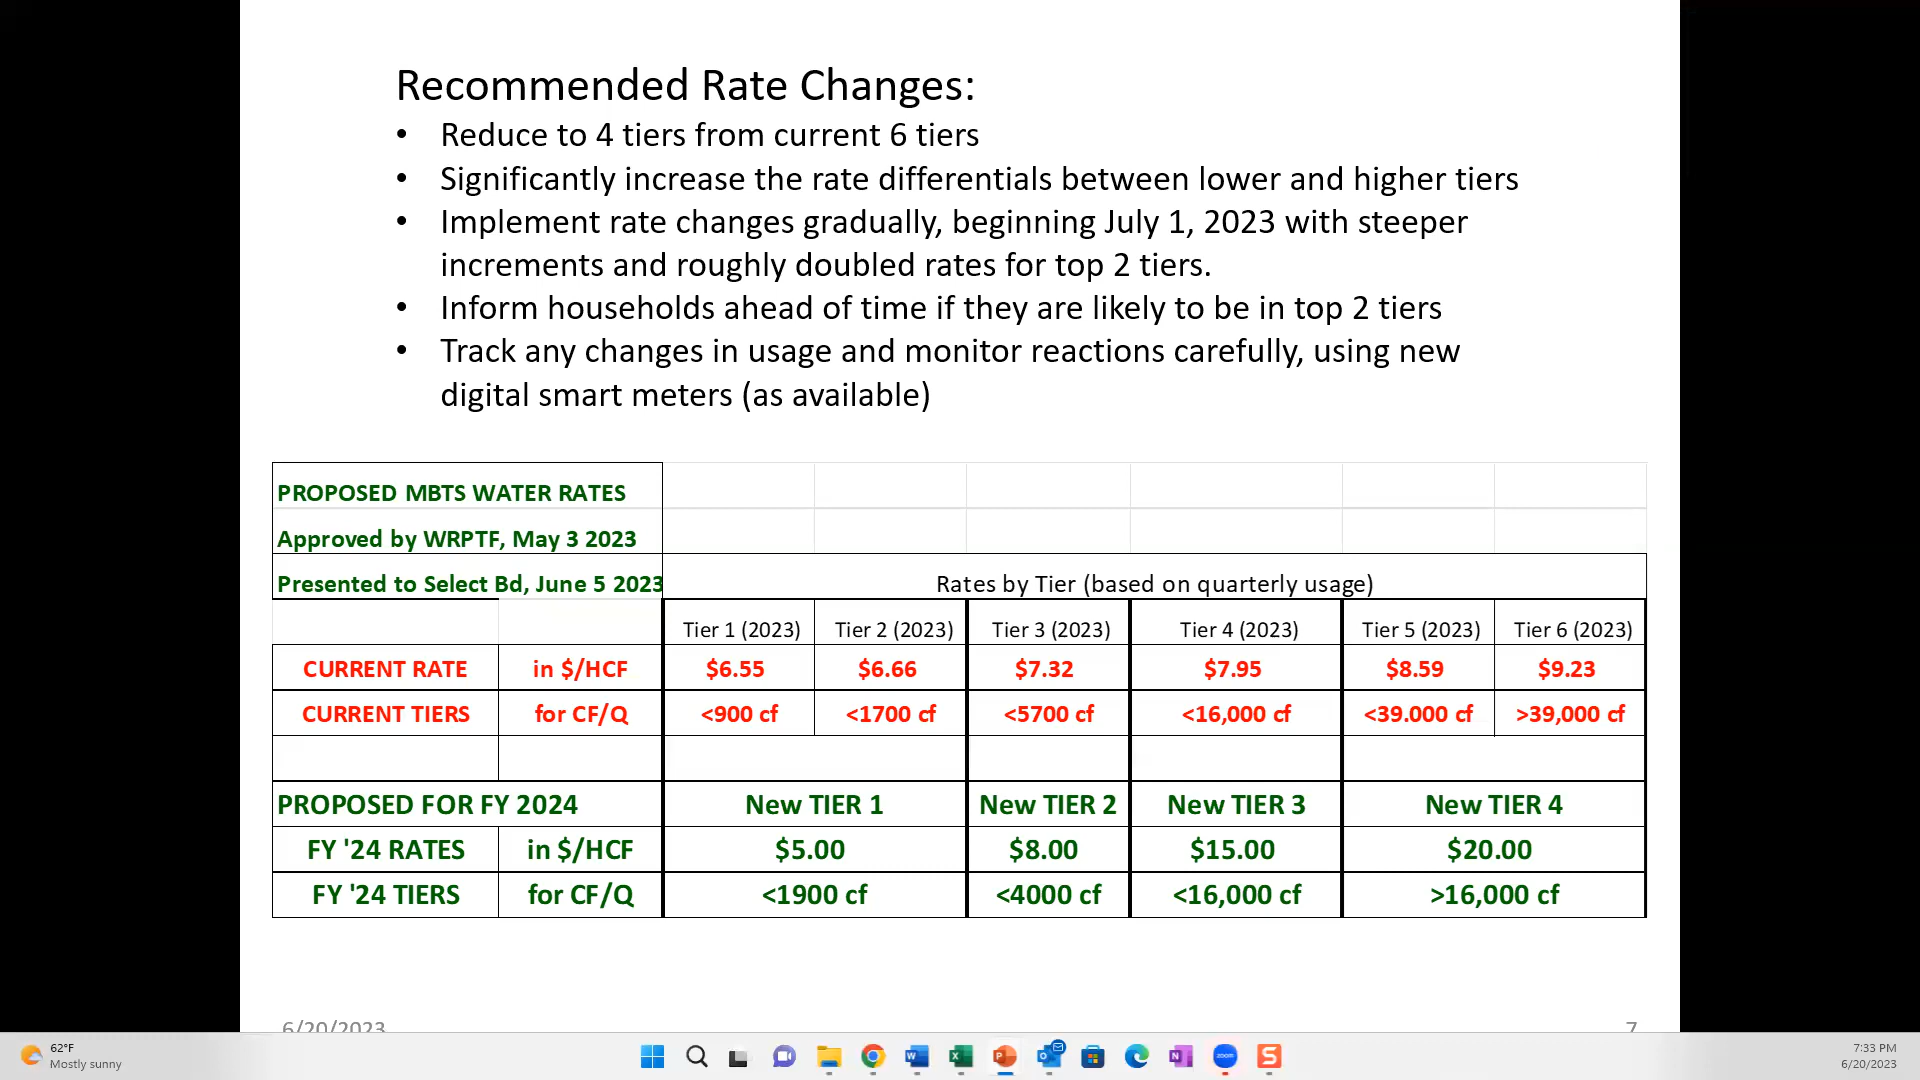 Recommended Rate Changes:
• Reduce to 4 tiers from current 6 tiers
• Significantly increase the rate differentials between lower and higher tiers
• Implement rate changes gradually, beginning July 1, 2023 with steeper
increments and roughly doubled rates for top 2 tiers.
• Inform households ahead of time if they are likely to be in top 2 tiers
• Track any changes in usage and monitor reactions carefully, using new
digital smart meters (as available)
PROPOSED MBTS WATER RATES
Approved by WRPTF, May 3 2023
Presented to Select Bd, June 5 2023 Rates by Tier (based on quarterly usage)
Tier 1 (2023) Tier 2 (2023) Tier 3 (2023) Tier 4 (2023) Tier 5 (2023) Tier 6 (2023)
CURRENT RATE in $/HCF $6.55 $6.66 $7.32 $7.95 $8.59 $9.23
CURRENT TIERS for CF/Q <900 cf <1700 cf <5700 cf <16,000 cf <39.000 cf >39,000 cf
PROPOSED FOR FY 2024 New TIER 1 New TIER 2 New TIER 3 New TIER 4
FY '24 RATES in $/HCF $5.00 $8.00 $15.00 $20.00
FY '24 TIERS for CF/Q <1900 cf <4000 cf <16,000 cf >16,000 cf
6/20/2023 7
62°F
Mostly sunny
zoom
7:33 PM
6/20/2023